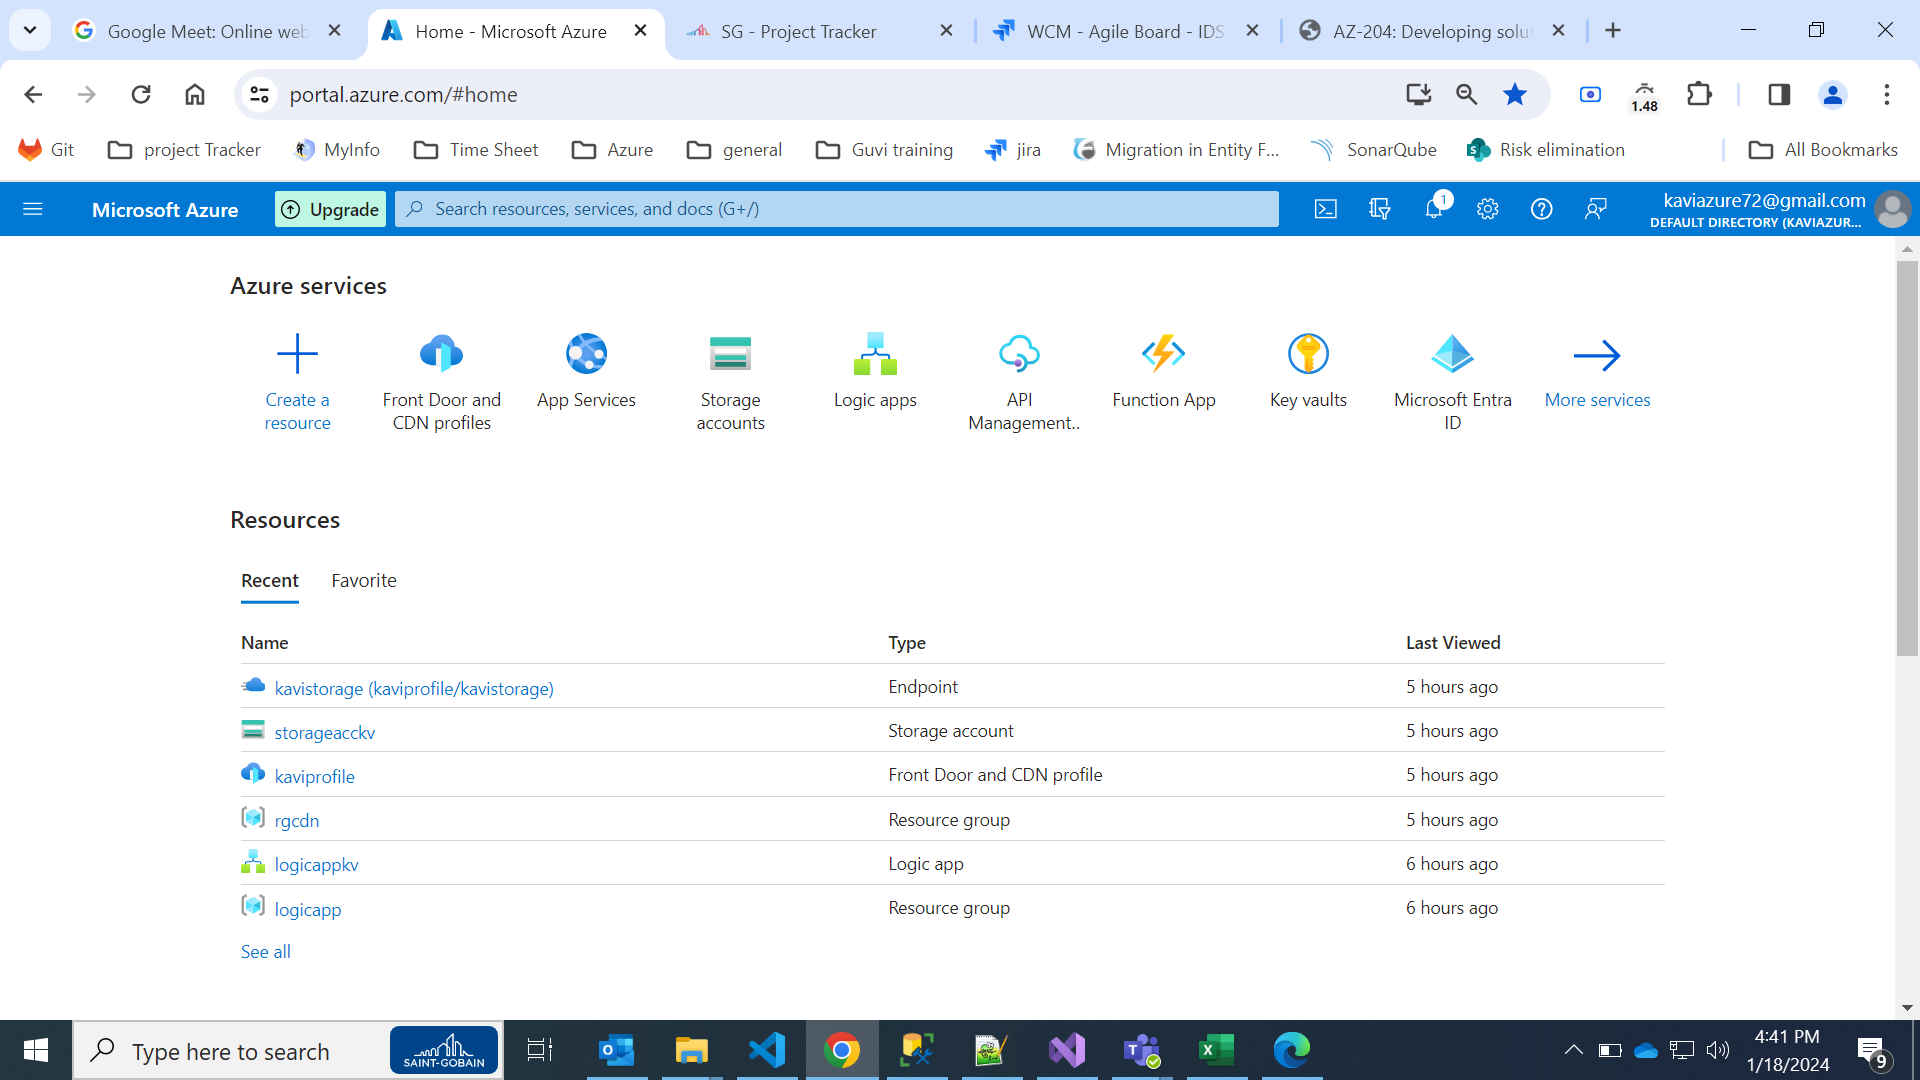 Google Meet: Online web
Home - Microsoft Azure
SG - Project Tracker
WCM - Agile Board - IDS
AZ-204: Developing solut
portal.azure.com/#home
1.48
Git
project Tracker
MyInfo
Time Sheet
Azure
general
Guvi training
jira
Migration in Entity F...
SonarQube
Risk elimination
All Bookmarks
Microsoft Azure
Upgrade
Search resources, services, and docs (G+/)
1
kaviazure72@gmail.com
DEFAULT DIRECTORY (KAVIAZUR...
Azure services
Create a
resource
Front Door and
CDN profiles
App Services
Storage
accounts
Logic apps
API
Management..
Function App
Key vaults
Microsoft Entra
ID
More services
Resources
Recent
Favorite
Name Type Last Viewed
kavistorage (kaviprofile/kavistorage) Endpoint 5 hours ago
storageacckv Storage account 5 hours ago
kaviprofile Front Door and CDN profile 5 hours ago
rgcdn Resource group 5 hours ago
logicappkv Logic app 6 hours ago
logicapp Resource group 6 hours ago
See all
Type here to search
SAINT-GOBAIN
4:41 PM
1/18/2024
9